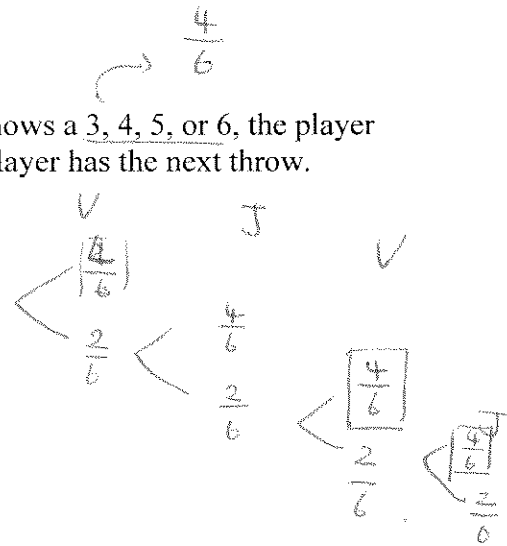 4/6
hows a 3, 4, 5, or 6, the player
layer has the next throw.
V J V
4/6
2/6
4/6
2/6
4/6
2/6
J
4/6
2/6